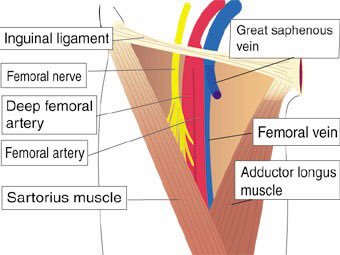 Inguinal ligament
Femoral nerve
Deep femoral
artery
Femoral artery
Sartorius muscle
Great saphenous
vein
Femoral vein
Adductor longus
muscle